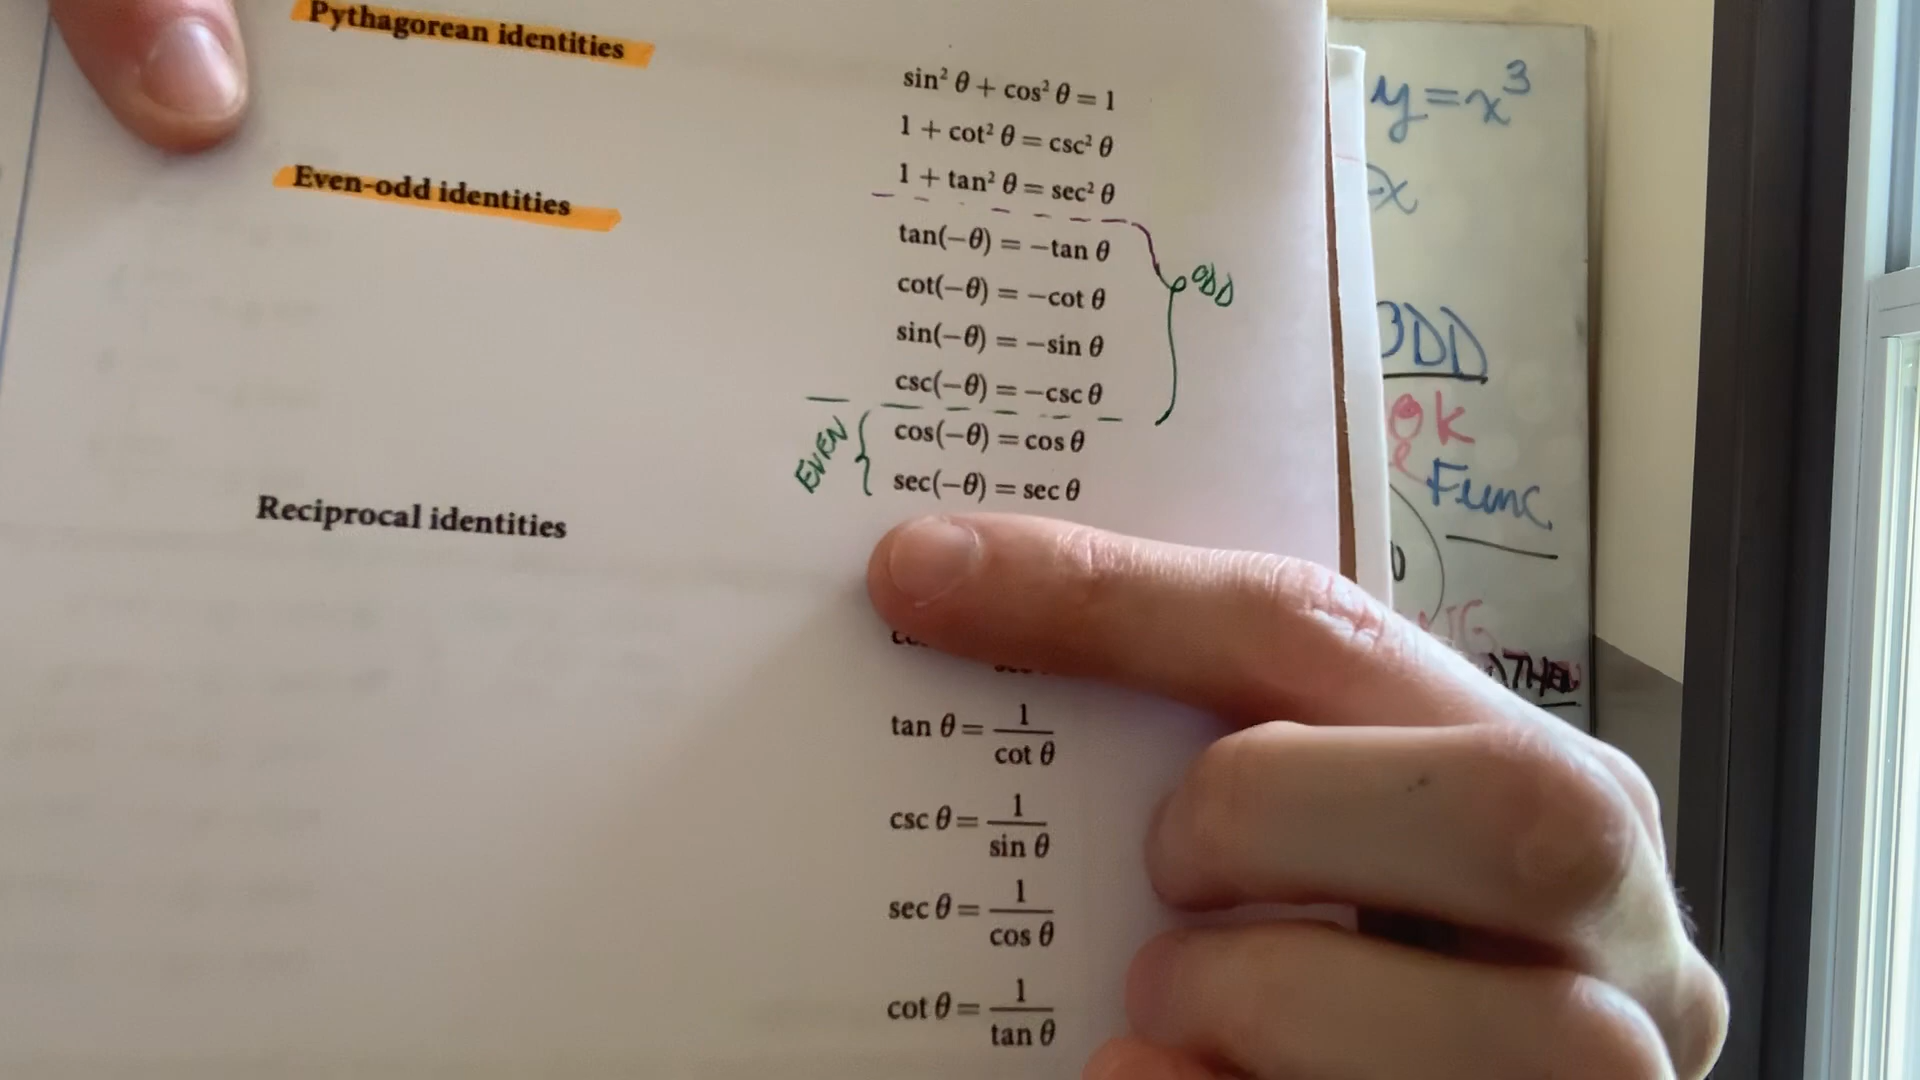 Pythagorean identities
sin² θ + cos² θ = 1
1 + cot² θ = csc² θ
1 + tan² θ = sec² θ
Even-odd identities
tan(−θ) = −tan θ
cot(−θ) = −cot θ
sin(−θ) = −sin θ
csc(−θ) = −csc θ
ODD
cos(−θ) = cos θ
sec(−θ) = sec θ
EVEN
Reciprocal identities
tan θ = 1/cot θ
csc θ = 1/sin θ
sec θ = 1/cos θ
cot θ = 1/tan θ
y = x³
Func